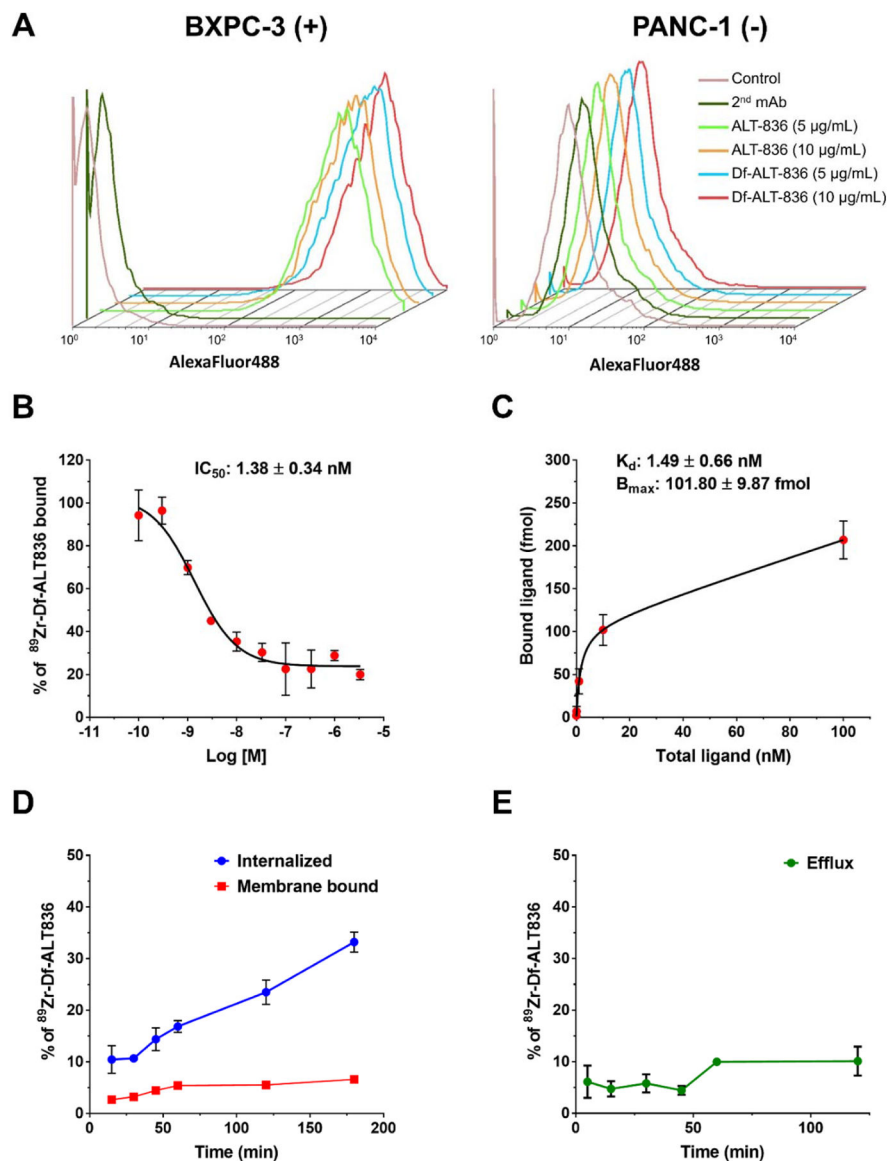 A
BXPC-3 (+)
PANC-1 (-)
Control
2nd mAb
ALT-836 (5 µg/mL)
ALT-836 (10 µg/mL)
Df-ALT-836 (5 µg/mL)
Df-ALT-836 (10 µg/mL)
10⁰ 10¹ 10² 10³ 10⁴
AlexaFluor488
10⁰ 10¹ 10² 10³ 10⁴
AlexaFluor488
B
IC₅₀: 1.38 ± 0.34 nM
% of ⁸⁹Zr-Df-ALT836 bound
120
100
80
60
40
20
0
-11 -10 -9 -8 -7 -6 -5
Log [M]
C
Kd: 1.49 ± 0.66 nM
Bmax: 101.80 ± 9.87 fmol
Bound ligand (fmol)
300
250
200
150
100
50
0
0 20 40 60 80 100
Total ligand (nM)
D
Internalized
Membrane bound
% of ⁸⁹Zr-Df-ALT836
50
40
30
20
10
0
0 50 100 150 200
Time (min)
E
Efflux
% of ⁸⁹Zr-Df-ALT836
50
40
30
20
10
0
0 50 100
Time (min)